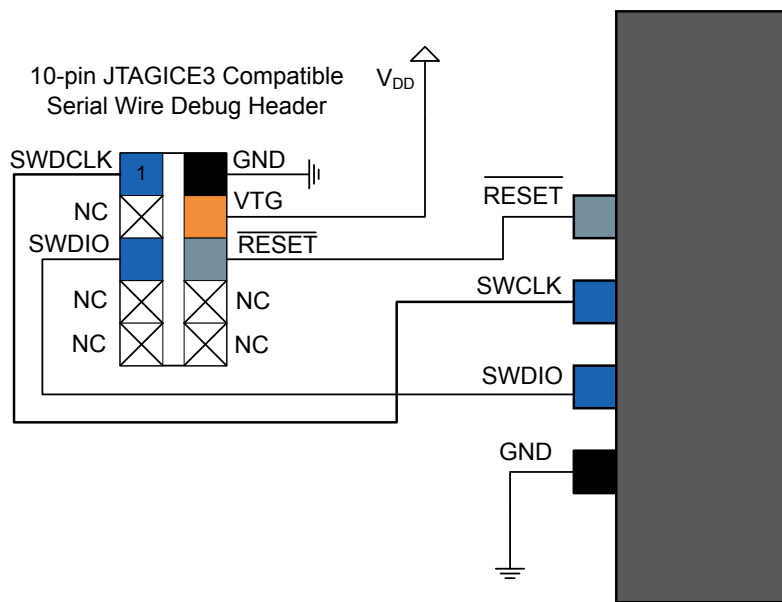 10-pin JTAGICE3 Compatible
Serial Wire Debug Header
VDD
SWDCLK
1
GND
NC
VTG
SWDIO
RESET
NC
NC
NC
NC
RESET
SWCLK
SWDIO
GND